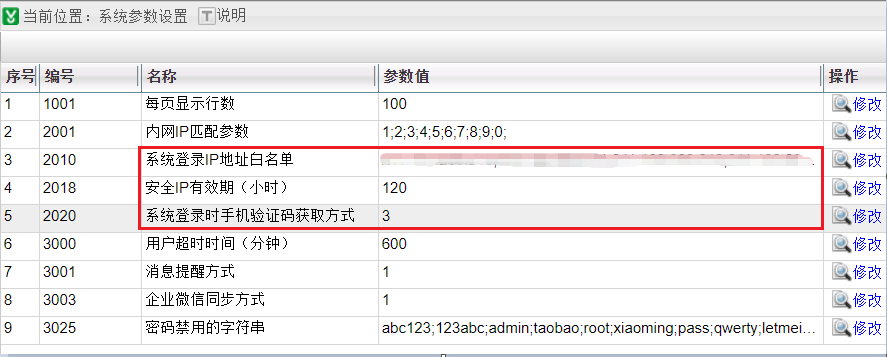 当前位置：系统参数设置 T说明
序号 编号 名称 参数值 操作
1 1001 每页显示行数 100 修改
2 2001 内网IP匹配参数 1;2;3;4;5;6;7;8;9;0; 修改
3 2010 系统登录IP地址白名单 修改
4 2018 安全IP有效期（小时） 120 修改
5 2020 系统登录时手机验证码获取方式 3 修改
6 3000 用户超时时间（分钟） 600 修改
7 3001 消息提醒方式 1 修改
8 3003 企业微信同步方式 1 修改
9 3025 密码禁用的字符串 abc123;123abc;admin;taobao;root;xiaoming;pass;qwerty;letmei... 修改